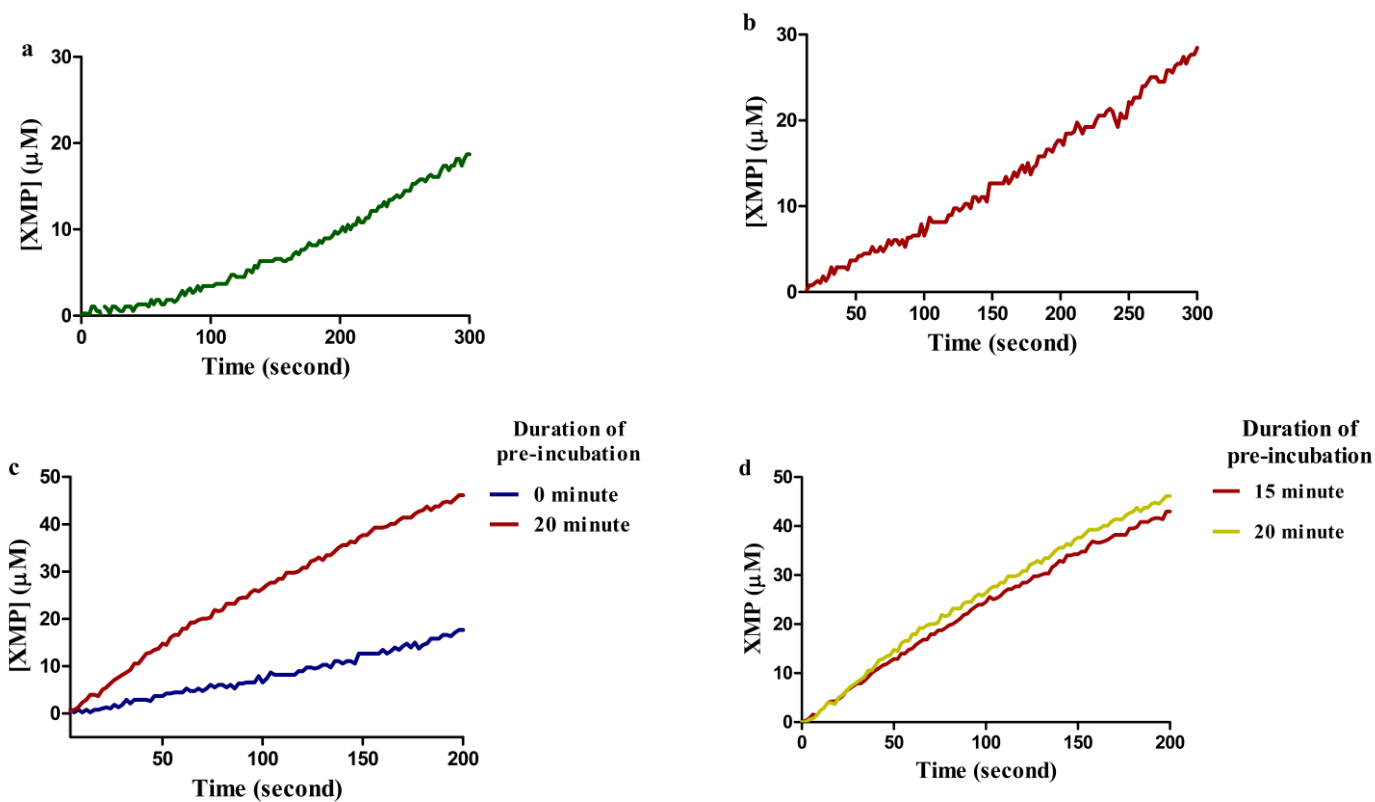 a
30
20
10
0
[XMP] (μM)
0 100 200 300
Time (second)
b
30
20
10
0
[XMP] (μM)
50 100 150 200 250 300
Time (second)
c
Duration of
pre-incubation
0 minute
20 minute
50
40
30
20
10
0
[XMP] (μM)
50 100 150 200
Time (second)
d
Duration of
pre-incubation
15 minute
20 minute
50
40
30
20
10
0
XMP (μM)
0 50 100 150 200
Time (second)